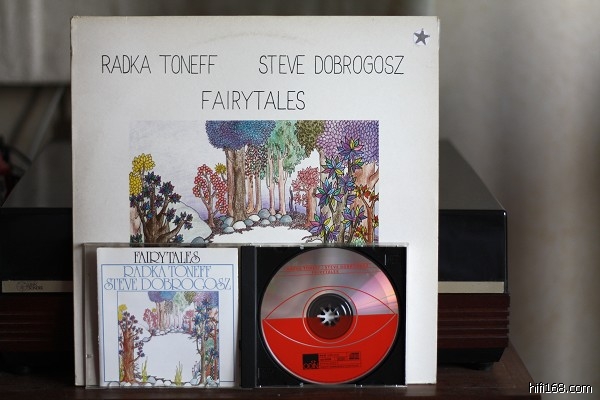 RADKA TONEFF STEVE DOBROGOSZ
FAIRYTALES
FAIRYTALES
RADKA TONEFF
STEVE DOBROGOSZ
hifi168.com